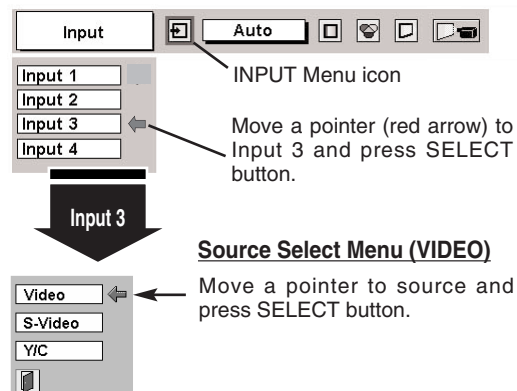 Input
Auto
INPUT Menu icon
Input 1
Input 2
Input 3
Input 4
Move a pointer (red arrow) to
Input 3 and press SELECT
button.
Input 3
Source Select Menu (VIDEO)
Move a pointer to source and
press SELECT button.
Video
S-Video
Y/C